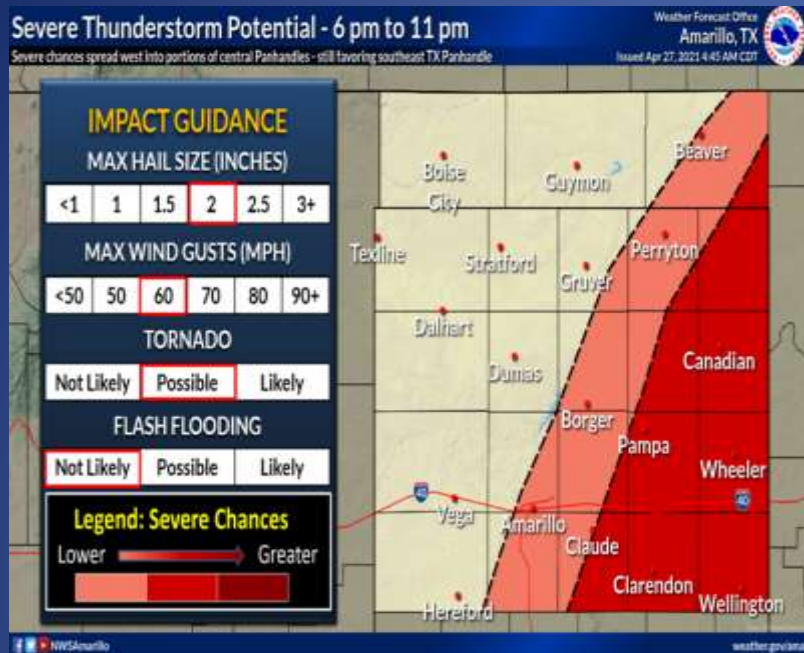 Severe Thunderstorm Potential - 6 pm to 11 pm
Severe chances spread west into portions of central Panhandles - still favoring southeast TX Panhandle
Weather Forecast Office
Amarillo, TX
Issued Apr 27, 2021 4:45 AM CDT
IMPACT GUIDANCE
MAX HAIL SIZE (INCHES)
<1 1 1.5 2 2.5 3+
MAX WIND GUSTS (MPH)
<50 50 60 70 80 90+
TORNADO
Not Likely Possible Likely
FLASH FLOODING
Not Likely Possible Likely
Legend: Severe Chances
Lower Greater
Beaver
Boise
City
Guymon
Texline
Stratford
Gruver
Perryton
Dalhart
Dumas
Canadian
Borger
Pampa
Wheeler
40
40
Vega
Amarillo
Claude
Clarendon
Hereford
Wellington
NWSAmarillo
weather.gov/ama